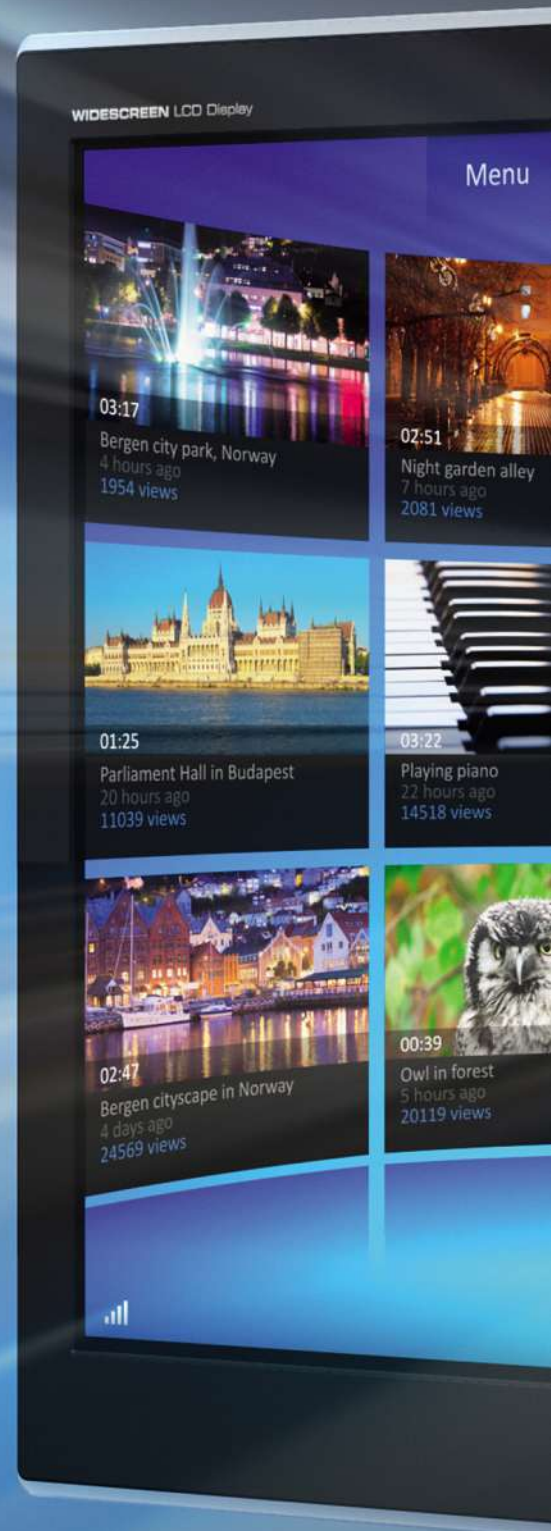 WIDESCREEN LCD Display
Menu
03:17
Bergen city park, Norway
4 hours ago
1954 views
02:51
Night garden alley
7 hours ago
2081 views
01:25
Parliament Hall in Budapest
20 hours ago
11039 views
03:22
Playing piano
22 hours ago
14518 views
02:47
Bergen cityscape in Norway
4 days ago
24569 views
00:39
Owl in forest
5 hours ago
20119 views